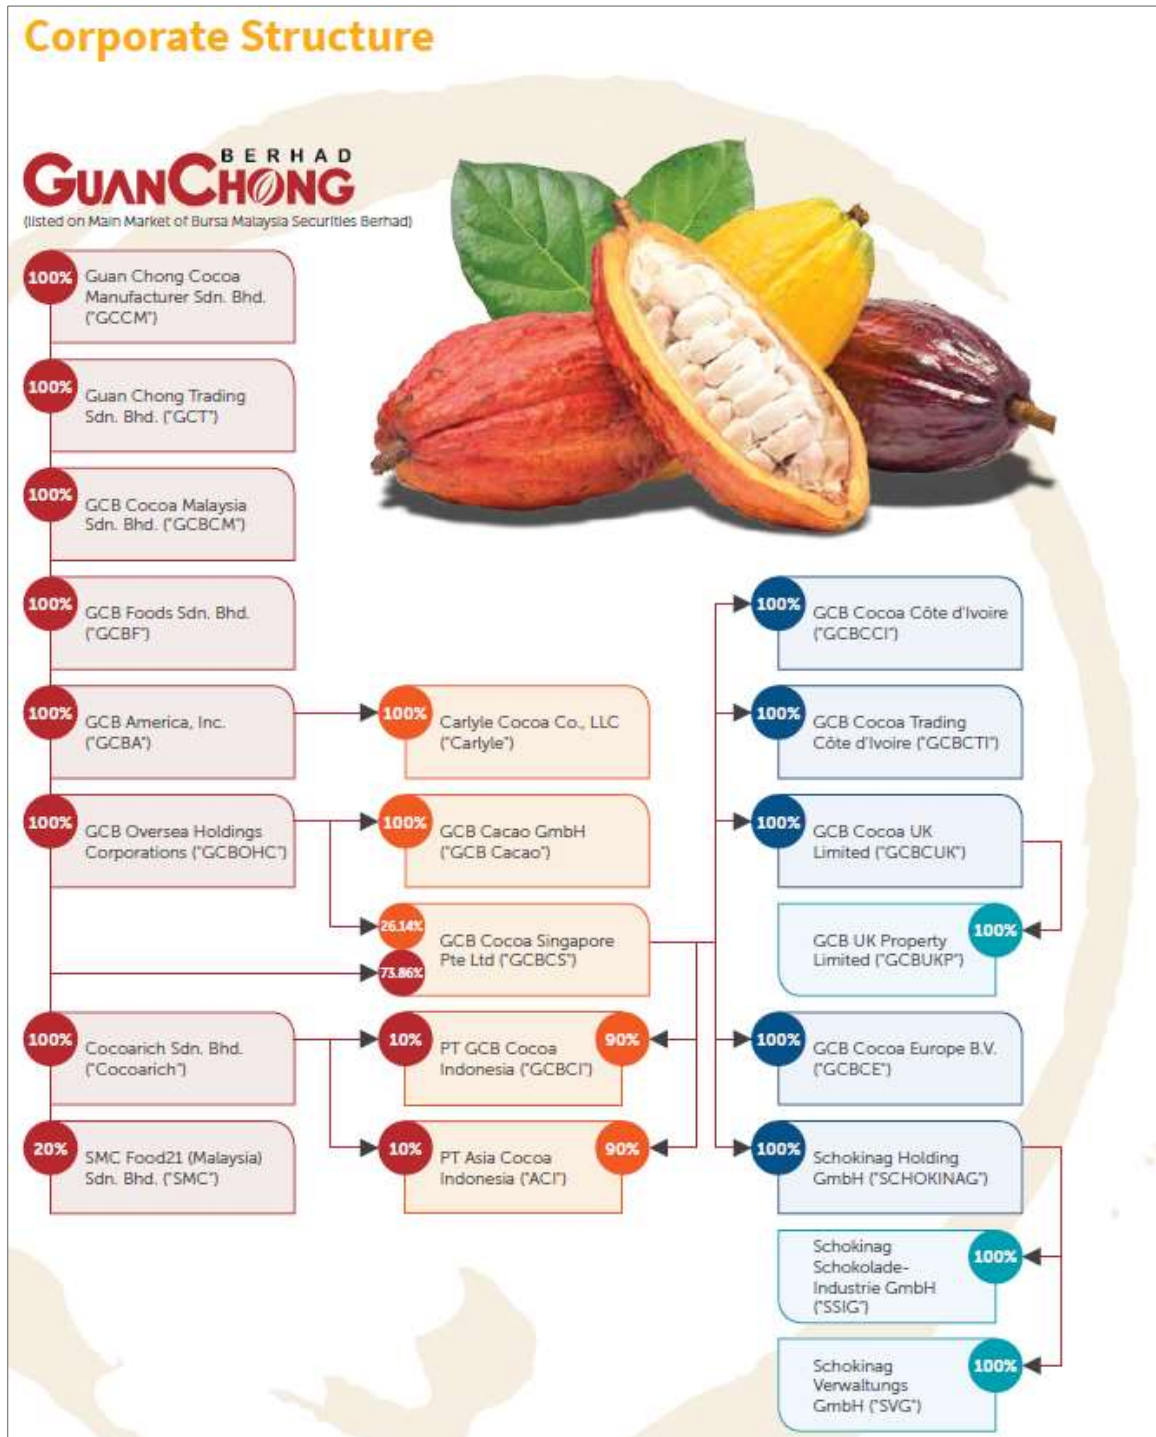 Corporate Structure
BERHAD
GUANCHONG
(listed on Main Market of Bursa Malaysia Securities Berhad)
100%
Guan Chong Cocoa
Manufacturer Sdn. Bhd.
("GCCM")
100%
Guan Chong Trading
Sdn. Bhd. ("GCT")
100%
GCB Cocoa Malaysia
Sdn. Bhd. ("GCBCM")
100%
GCB Foods Sdn. Bhd.
("GCBF")
100%
GCB America, Inc.
("GCBA")
100%
GCB Oversea Holdings
Corporations ("GCBOHC")
100%
Cocoarich Sdn. Bhd.
("Cocoarich")
20%
SMC Food21 (Malaysia)
Sdn. Bhd. ("SMC")
100%
Carlyle Cocoa Co., LLC
("Carlyle")
100%
GCB Cacao GmbH
("GCB Cacao")
26.14%
73.86%
GCB Cocoa Singapore
Pte Ltd ("GCBCS")
10%
PT GCB Cocoa
Indonesia ("GCBCI")
90%
10%
PT Asia Cocoa
Indonesia ("ACI")
90%
100%
GCB Cocoa Côte d'Ivoire
("GCBCCI")
100%
GCB Cocoa Trading
Côte d'Ivoire ("GCBCTI")
100%
GCB Cocoa UK
Limited ("GCBCUK")
GCB UK Property
Limited ("GCBUKP")
100%
100%
GCB Cocoa Europe B.V.
("GCBCE")
100%
Schokinag Holding
GmbH ("SCHOKINAG")
Schokinag
Schokolade-
Industrie GmbH
("SSIG")
100%
Schokinag
Verwaltungs
GmbH ("SVG")
100%